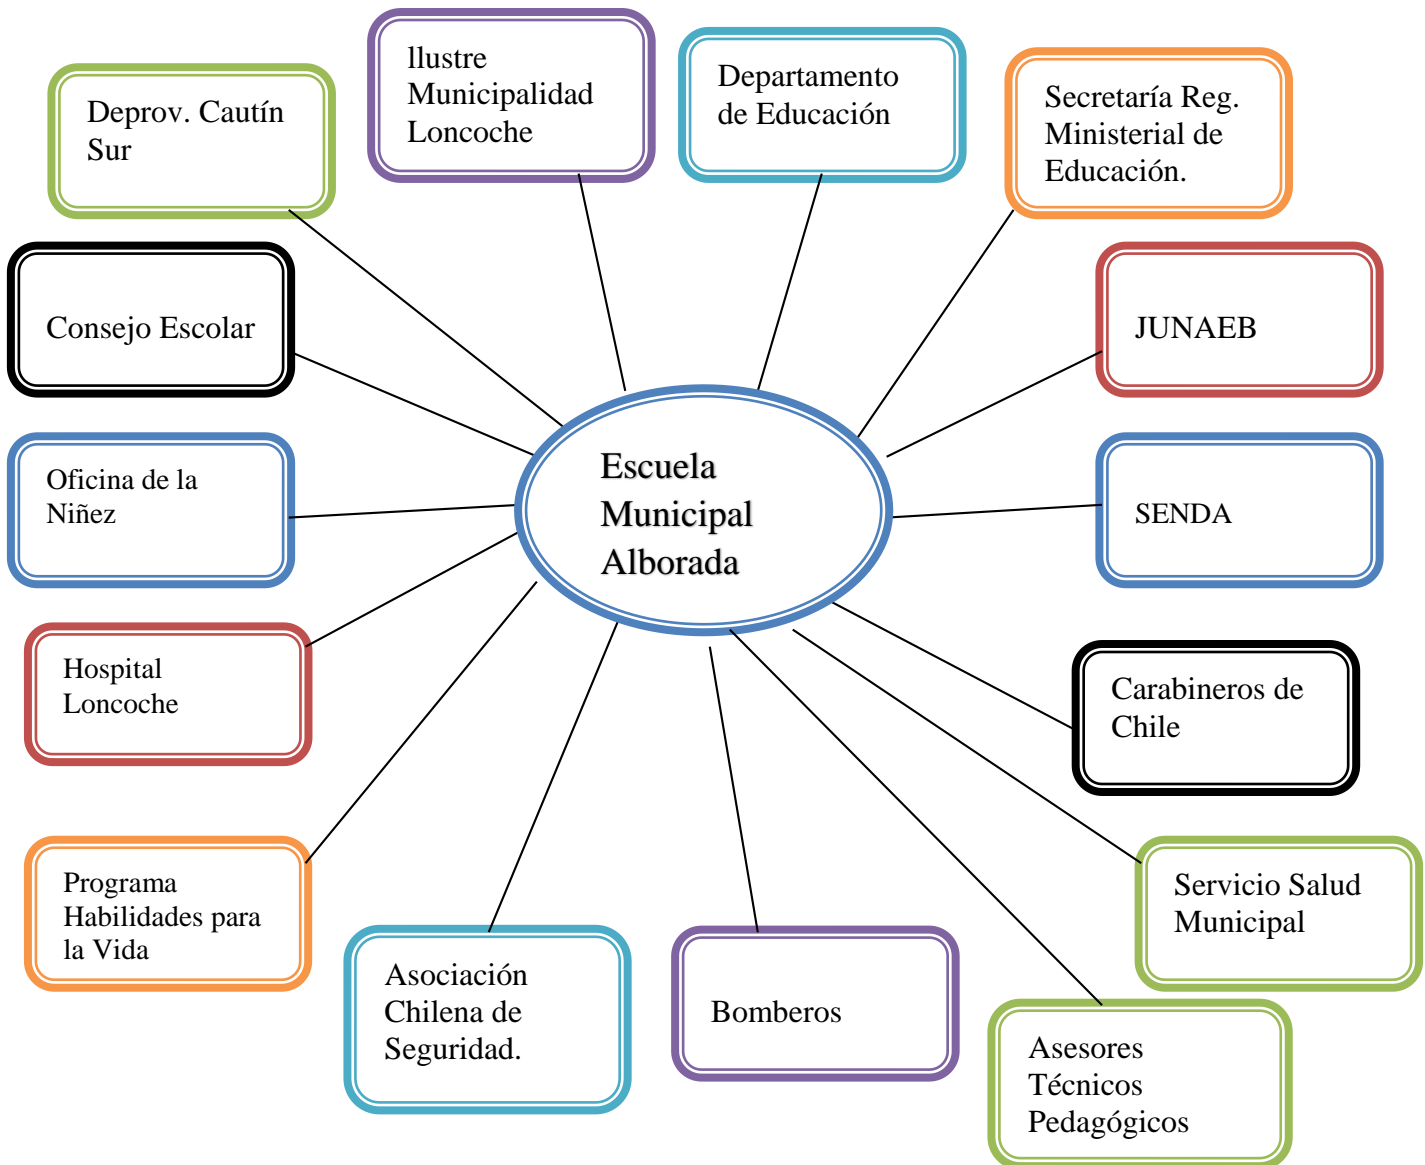 llustre
Municipalidad
Loncoche
Departamento
de Educación
Secretaría Reg.
Ministerial de
Educación.
Deprov. Cautín
Sur
Consejo Escolar
JUNAEB
Oficina de la
Niñez
Escuela
Municipal
Alborada
SENDA
Hospital
Loncoche
Carabineros de
Chile
Programa
Habilidades para
la Vida
Servicio Salud
Municipal
Asociación
Chilena de
Seguridad.
Bomberos
Asesores
Técnicos
Pedagógicos